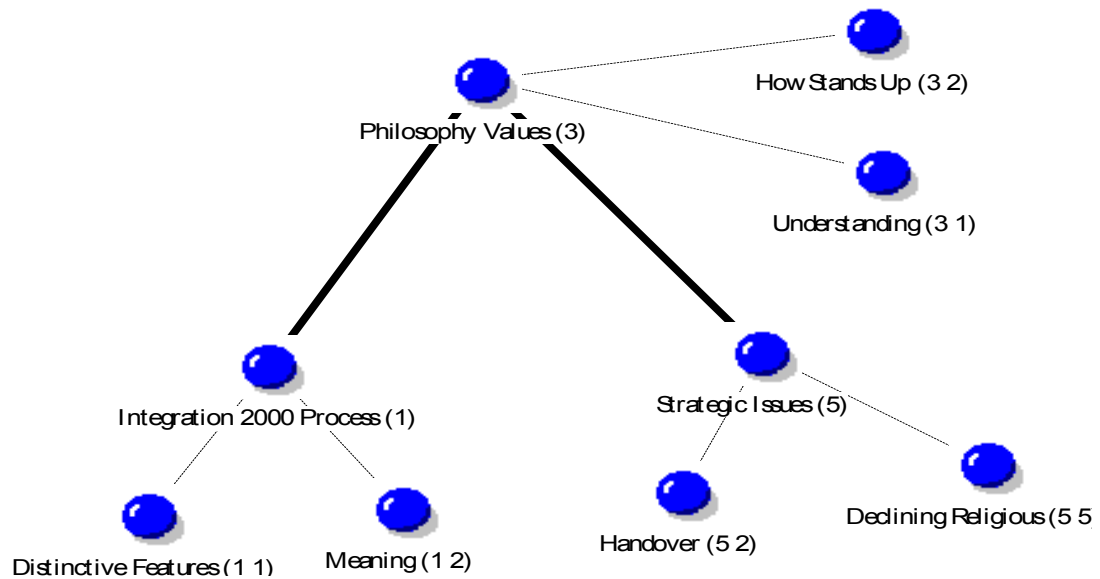 How Stands Up (3 2)
Philosophy Values (3)
Understanding (3 1)
Integration 2000 Process (1)
Strategic Issues (5)
Distinctive Features (1 1)
Meaning (1 2)
Handover (5 2)
Declining Religious (5 5)